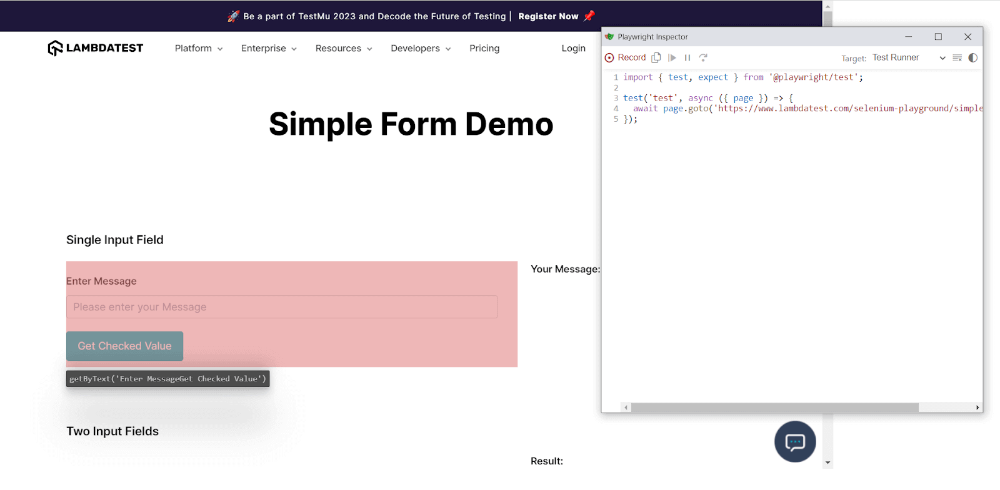 Be a part of TestMu 2023 and Decode the Future of Testing | Register Now
LAMBDATEST Platform Enterprise Resources Developers Pricing Login
Simple Form Demo
Single Input Field
Enter Message
Please enter your Message
Get Checked Value
getByText('Enter MessageGet Checked Value')
Your Message:
Two Input Fields
Result:
Playwright Inspector
Record Target: Test Runner
1 import { test, expect } from '@playwright/test';
2
3 test('test', async ({ page }) => {
4 await page.goto('https://www.lambdatest.com/selenium-playground/simple
5 });